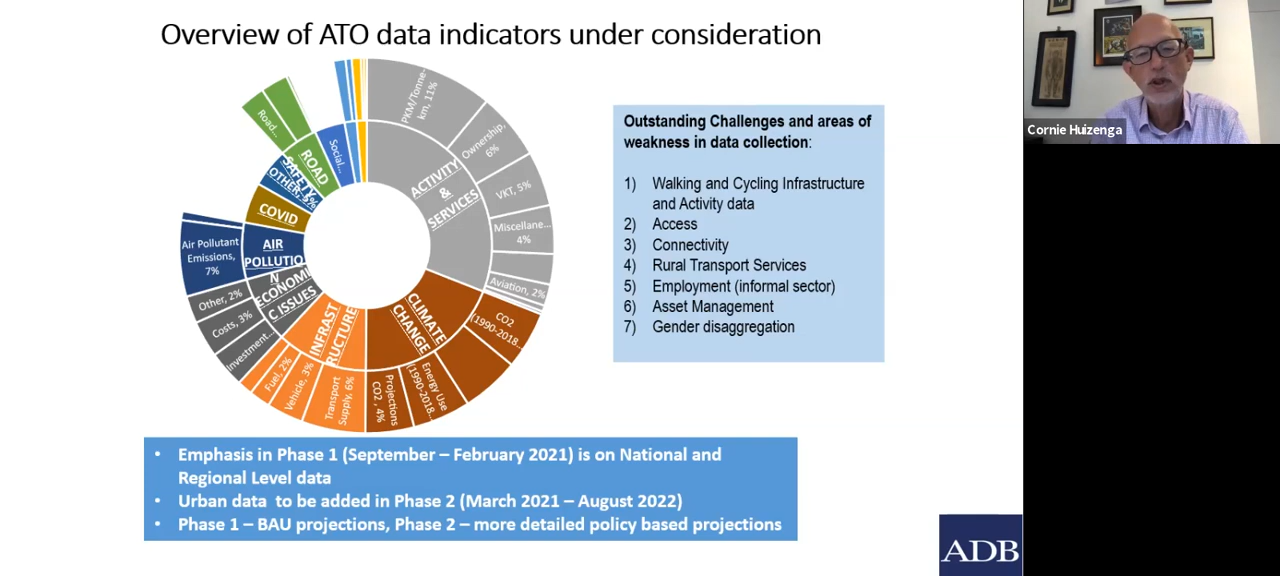 Overview of ATO data indicators under consideration
PKM/Tonne-
km, 11%
Ownership,
6%
VKT, 5%
Miscellane...
4%
Aviation, 2%
ACTIVITY
&
SERVICES
CO2
(1990-2018...
Energy Use
(1990-2018...
Projections
CO2 , 4%
CLIMATE
CHANGE
Transport
Supply, 6%
Vehicle, 3%
Fuel, 2%
INFRAST
RUCTURE
Investment...
Costs, 3%
Other, 2%
ECONOMI
C ISSUES
Air Pollutant
Emissions,
7%
AIR
POLLUTIO
N
COVID
OTHER, 5%
Road...
ROAD
SAFETY
Social...
Outstanding Challenges and areas of
weakness in data collection:
1) Walking and Cycling Infrastructure
and Activity data
2) Access
3) Connectivity
4) Rural Transport Services
5) Employment (informal sector)
6) Asset Management
7) Gender disaggregation
• Emphasis in Phase 1 (September – February 2021) is on National and
Regional Level data
• Urban data to be added in Phase 2 (March 2021 – August 2022)
• Phase 1 – BAU projections, Phase 2 – more detailed policy based projections
ADB
Cornie Huizenga